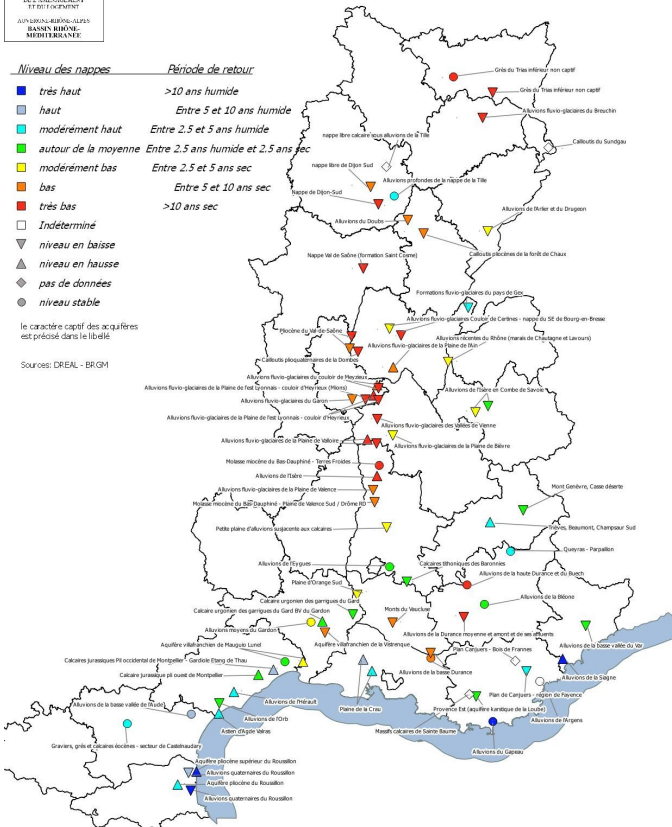 DE L'AMENAGEMENT
ET DU LOGEMENT
AUVERGNE-RHÔNE-ALPES
BASSIN RHÔNE-
MEDITERRANEE
Niveau des nappes Période de retour
très haut >10 ans humide
haut Entre 5 et 10 ans humide
modérément haut Entre 2.5 et 5 ans humide
autour de la moyenne Entre 2.5 ans humide et 2.5 ans sec
modérément bas Entre 2.5 et 5 ans sec
bas Entre 5 et 10 ans sec
très bas >10 ans sec
Indéterminé
niveau en baisse
niveau en hausse
pas de données
niveau stable
le caractère captif des acquifères
est précisé dans le libellé
Sources: DREAL - BRGM
Grès du Trias inférieur non captif
Grès du Trias inférieur non captif
Alluvions fluvio-glaciaires du Breuchin
nappe libre calcaire sous alluvions de la Tille
Cailloutis du Sundgau
nappe libre de Dijon Sud
Alluvions profondes de la nappe de la Tille
Nappe de Dijon-Sud
Alluvions de l'Arlier et du Drugeon
Alluvions du Doubs
Cailloutis pliocènes de la forêt de Chaux
Nappe Val de Saône (formation Saint Cosme)
Formations fluvio-glaciaires du pays de Gex
Alluvions fluvio-glaciaires Couloir de Certines - nappe du SE de Bourg-en-Bresse
Pliocène du Val-de-Saône
Alluvions récentes du Rhône (marais de Chautagne et Lavours)
Alluvions fluvio-glaciaires de la Plaine de l'Ain
Cailloutis plioquaternaires de la Dombes
Alluvions fluvio-glaciaires du couloir de Meyzieux
Alluvions fluvio-glaciaires de la Plaine de l'est Lyonnais - couloir d'Heyrieux (Mions)
Alluvions de l'Isère en Combe de Savoie
Alluvions fluvio-glaciaires du Garon
Alluvions fluvio-glaciaires de la Plaine de l'est Lyonnais - couloir d'Heyrieux
Alluvions fluvio-glaciaires des Vallées de Vienne
Alluvions fluvio-glaciaires de la Plaine de Valloire
Alluvions fluvio-glaciaires de la Plaine de Bièvre
Molasse miocène du Bas-Dauphiné - Terres Froides
Alluvions de l'Isère
Mont Genèvre, Casse déserte
Alluvions fluvio-glaciaires de la Plaine de Valence
Molasse miocène du Bas-Dauphiné - Plaine de Valence Sud / Drôme RD
Petite plaine d'alluvions susjacente aux calcaires
Trièves, Beaumont, Champsaur Sud
Queyras - Parpaillon
Alluvions de l'Eygues
Calcaires tithoniques des Baronnies
Alluvions de la haute Durance et du Buech
Plaine d'Orange Sud
Alluvions de la Bléone
Calcaire urgonien des garrigues du Gard
Calcaire urgonien des garrigues du Gard BV du Gardon
Monts du Vaucluse
Alluvions moyens du Gardon
Alluvions de la Durance moyenne et amont et de ses affluents
Aquifère villafranchien de Mauguio Lunel
Aquifère villafranchien de la Vistrenque
Plan Canjuers - Bois de Frannes
Alluvions de la basse vallée du Var
Calcaires jurassiques Pli occidental de Montpellier - Gardiole Etang de Thau
Alluvions de la basse Durance
Calcaire jurassique pli ouest de Montpellier
Alluvions de la Siagne
Plan de Canjuers - région de Fayence
Alluvions de l'Hérault
Plaine de la Crau
Alluvions de la basse vallée de l'Aude
Provence Est (aquifère karstique de la Loube)
Alluvions de l'Orb
Alluvions de l'Argens
Astien d'Agde Valras
Massifs calcaires de Sainte Baume
Graviers, grès et calcaires éocènes - secteur de Castelnaudary
Alluvions du Gapeau
Aquifère pliocène supérieur du Roussillon
Alluvions quaternaires du Roussillon
Aquifère pliocène du Roussillon
Alluvions quaternaires du Roussillon